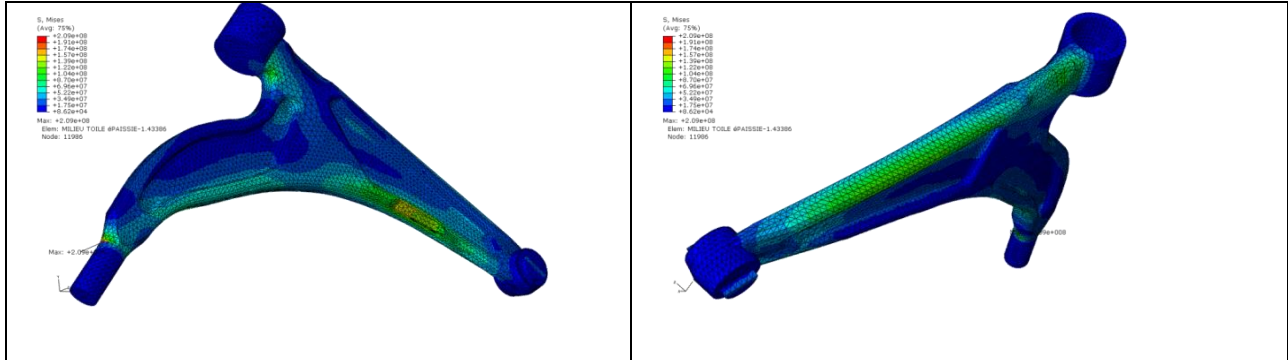 S, Mises
(Avg: 75%)
+2.09e+08
+1.91e+08
+1.74e+08
+1.57e+08
+1.39e+08
+1.22e+08
+1.04e+08
+8.70e+07
+6.96e+07
+5.22e+07
+3.49e+07
+1.75e+07
+8.62e+04
Max: +2.09e+08
Elem: MILIEU TOILE éPAISSIE-1.43386
Node: 11986
Max: +2.09e+
S, Mises
(Avg: 75%)
+2.09e+08
+1.91e+08
+1.74e+08
+1.57e+08
+1.39e+08
+1.22e+08
+1.04e+08
+8.70e+07
+6.96e+07
+5.22e+07
+3.49e+07
+1.75e+07
+8.62e+04
Max: +2.09e+08
Elem: MILIEU TOILE éPAISSIE-1.43386
Node: 11986